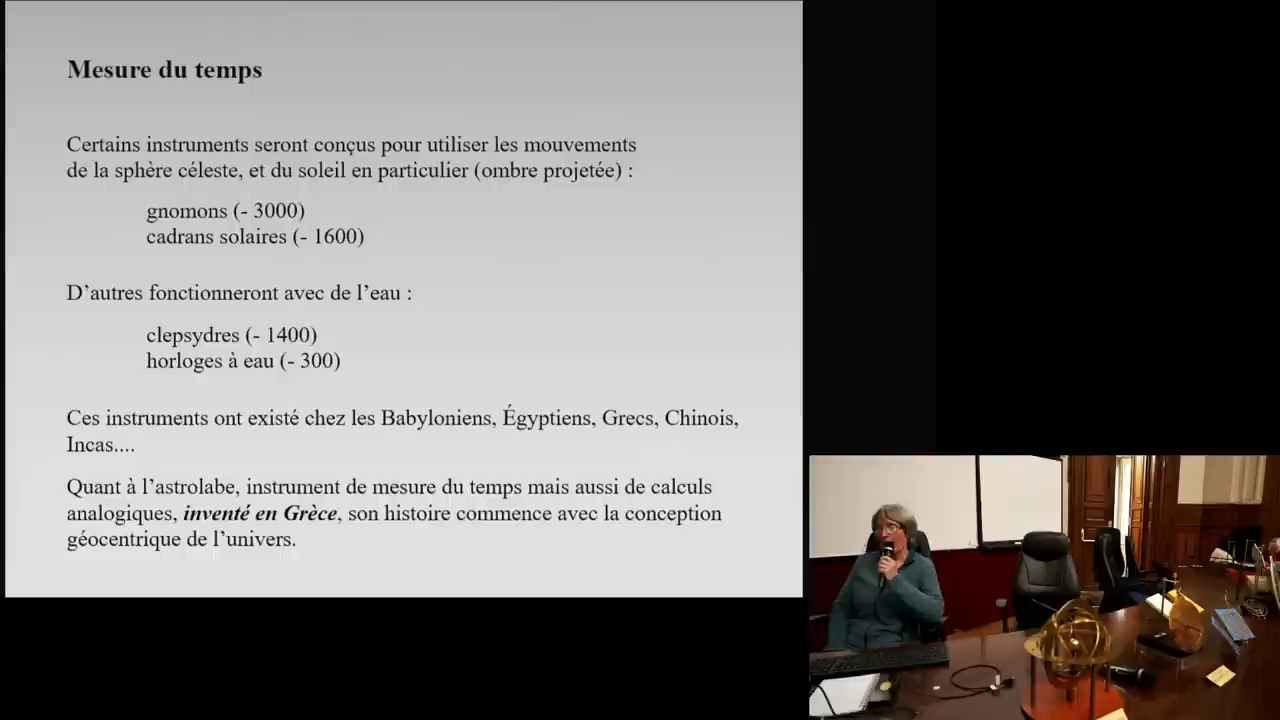 Mesure du temps
Certains instruments seront conçus pour utiliser les mouvements
de la sphère céleste, et du soleil en particulier (ombre projetée) :
gnomons (- 3000)
cadrans solaires (- 1600)
D’autres fonctionneront avec de l’eau :
clepsydres (- 1400)
horloges à eau (- 300)
Ces instruments ont existé chez les Babyloniens, Égyptiens, Grecs, Chinois,
Incas....
Quant à l’astrolabe, instrument de mesure du temps mais aussi de calculs
analogiques, inventé en Grèce, son histoire commence avec la conception
géocentrique de l’univers.